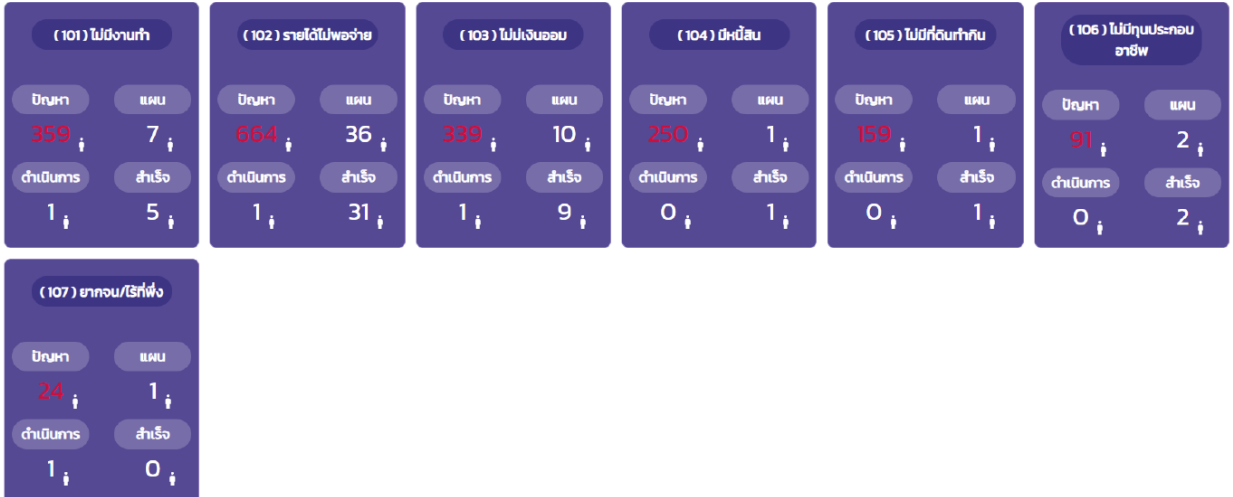 ( 101 ) ไม่มีงานทำ
ปัญหา แผน
359 7
ดำเนินการ สำเร็จ
1 5
( 102 ) รายได้ไม่พอจ่าย
ปัญหา แผน
664 36
ดำเนินการ สำเร็จ
1 31
( 103 ) ไม่มีเงินออม
ปัญหา แผน
339 10
ดำเนินการ สำเร็จ
1 9
( 104 ) มีหนี้สิน
ปัญหา แผน
250 1
ดำเนินการ สำเร็จ
0 1
( 105 ) ไม่มีที่ดินทำกิน
ปัญหา แผน
159 1
ดำเนินการ สำเร็จ
0 1
( 106 ) ไม่มีทุนประกอบ
อาชีพ
ปัญหา แผน
91 2
ดำเนินการ สำเร็จ
0 2
( 107 ) ยากจน/ไร้ที่พึ่ง
ปัญหา แผน
24 1
ดำเนินการ สำเร็จ
1 0